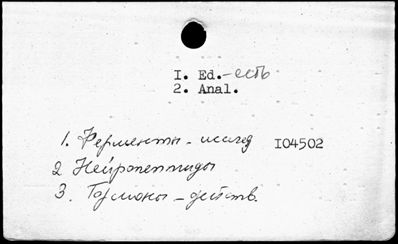 I. Ed. - есть
2. Anal.
1. Ферменты - исслед
I04502
2 Нейропептиды
3. Гормоны - действ.